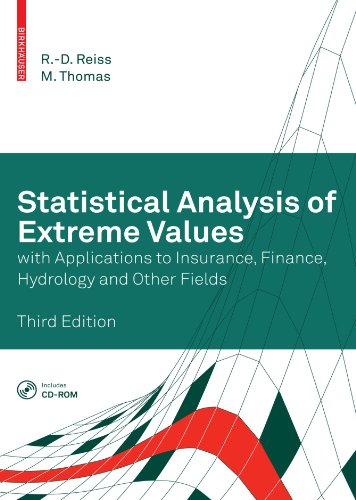 BIRKHAUSER
R.-D. Reiss
M. Thomas
Statistical Analysis of
Extreme Values
with Applications to Insurance, Finance,
Hydrology and Other Fields
Third Edition
Includes
CD-ROM